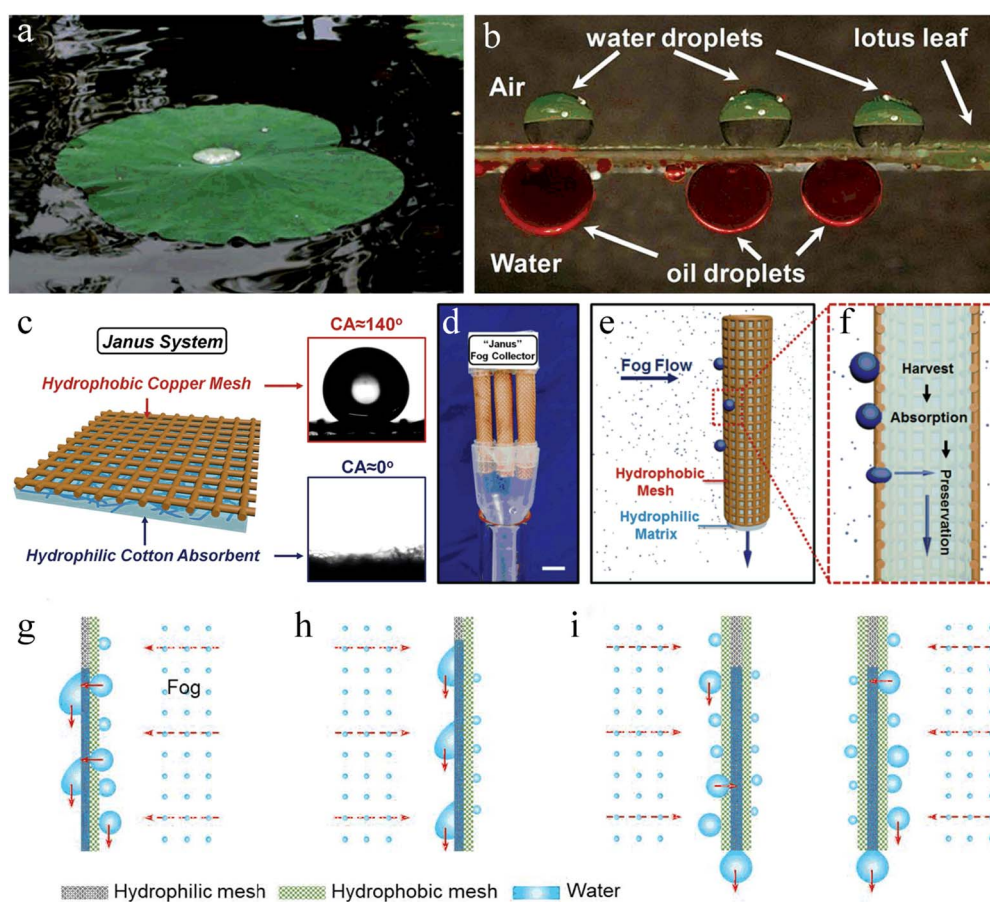 a
b
water droplets
lotus leaf
Air
Water
oil droplets
c
Janus System
Hydrophobic Copper Mesh
CA≈140°
CA≈0°
Hydrophilic Cotton Absorbent
d
"Janus"
Fog Collector
e
Fog Flow
Hydrophobic
Mesh
Hydrophilic
Matrix
f
Harvest
Absorption
Preservation
g
Fog
h
i
Hydrophilic mesh
Hydrophobic mesh
Water